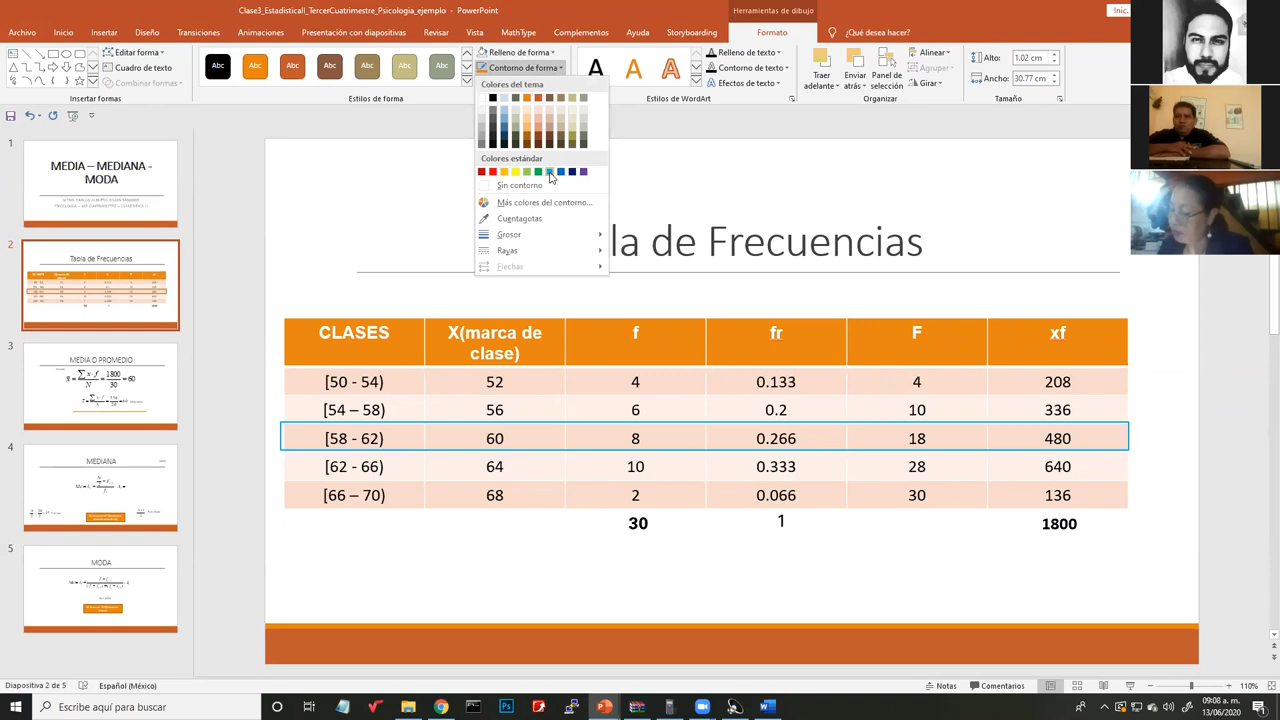 Clase3_EstadisticaII_TercerCuatrimestre_Psicologia_ejemplo - PowerPoint
Herramientas de dibujo
Inic.
Archivo
Inicio
Insertar
Diseño
Transiciones
Animaciones
Presentación con diapositivas
Revisar
Vista
MathType
Complementos
Ayuda
Storyboarding
Formato
¿Qué desea hacer?
Editar forma
Cuadro de texto
Combinar formas
Insertar formas
Abc
Abc
Abc
Abc
Abc
Abc
Abc
Estilos de forma
Relleno de forma
Contorno de forma
A
A
A
Estilos de WordArt
Relleno de texto
Contorno de texto
Efectos de texto
Traer adelante
Enviar atrás
Panel de selección
Alinear
Agrupar
Girar
Organizar
Alto: 1.02 cm
Ancho: 30.77 cm
Tamaño
Colores del tema
Colores estándar
Sin contorno
Más colores del contorno...
Cuentagotas
Grosor
Rayas
Flechas
1
MEDIA – MEDIANA -
MODA
2
Tabla de Frecuencias
3
MEDIA O PROMEDIO
4
MEDIANA
5
MODA
la de Frecuencias
CLASES X(marca de clase) f fr F xf
[50 - 54) 52 4 0.133 4 208
[54 – 58) 56 6 0.2 10 336
[58 - 62) 60 8 0.266 18 480
[62 - 66) 64 10 0.333 28 640
[66 – 70) 68 2 0.066 30 136
30 1 1800
Diapositiva 2 de 5
Español (México)
Notas
Comentarios
110%
Escribe aquí para buscar
09:08 a. m.
13/06/2020